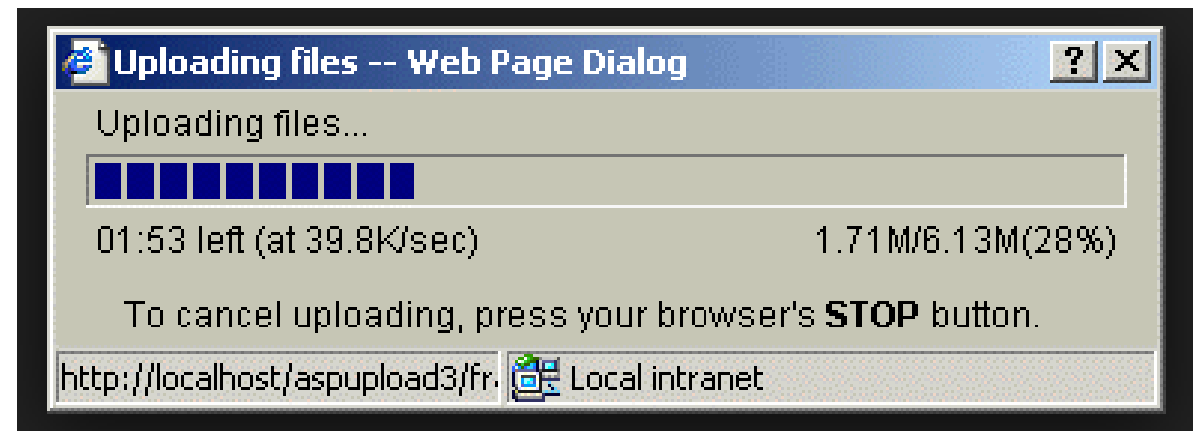 Uploading files -- Web Page Dialog
Uploading files...
01:53 left (at 39.8K/sec) 1.71M/6.13M(28%)
To cancel uploading, press your browser's STOP button.
http://localhost/aspupload3/fr Local intranet